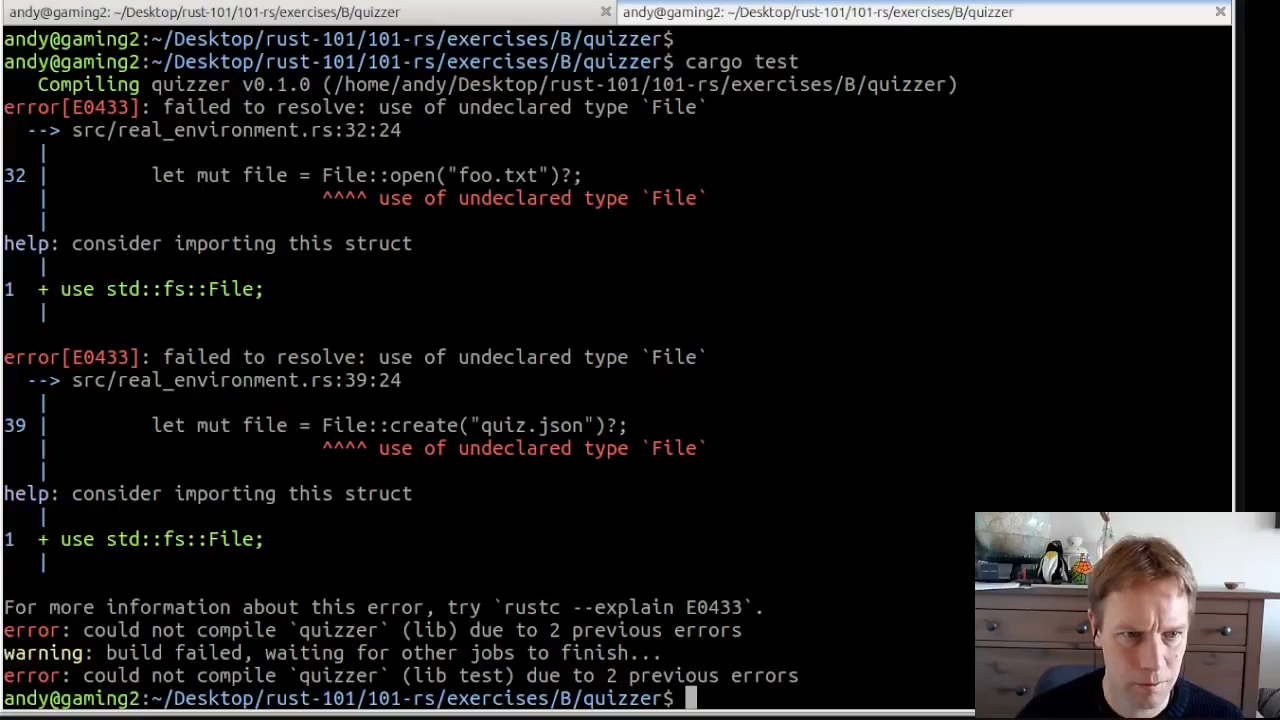 andy@gaming2: ~/Desktop/rust-101/101-rs/exercises/B/quizzer
andy@gaming2: ~/Desktop/rust-101/101-rs/exercises/B/quizzer
andy@gaming2:~/Desktop/rust-101/101-rs/exercises/B/quizzer$
andy@gaming2:~/Desktop/rust-101/101-rs/exercises/B/quizzer$ cargo test
   Compiling quizzer v0.1.0 (/home/andy/Desktop/rust-101/101-rs/exercises/B/quizzer)
error[E0433]: failed to resolve: use of undeclared type `File`
  --> src/real_environment.rs:32:24
   |
32 |         let mut file = File::open("foo.txt")?;
   |                        ^^^^ use of undeclared type `File`
   |
help: consider importing this struct
   |
1  + use std::fs::File;
   |
error[E0433]: failed to resolve: use of undeclared type `File`
  --> src/real_environment.rs:39:24
   |
39 |         let mut file = File::create("quiz.json")?;
   |                        ^^^^ use of undeclared type `File`
   |
help: consider importing this struct
   |
1  + use std::fs::File;
   |
For more information about this error, try `rustc --explain E0433`.
error: could not compile `quizzer` (lib) due to 2 previous errors
warning: build failed, waiting for other jobs to finish...
error: could not compile `quizzer` (lib test) due to 2 previous errors
andy@gaming2:~/Desktop/rust-101/101-rs/exercises/B/quizzer$